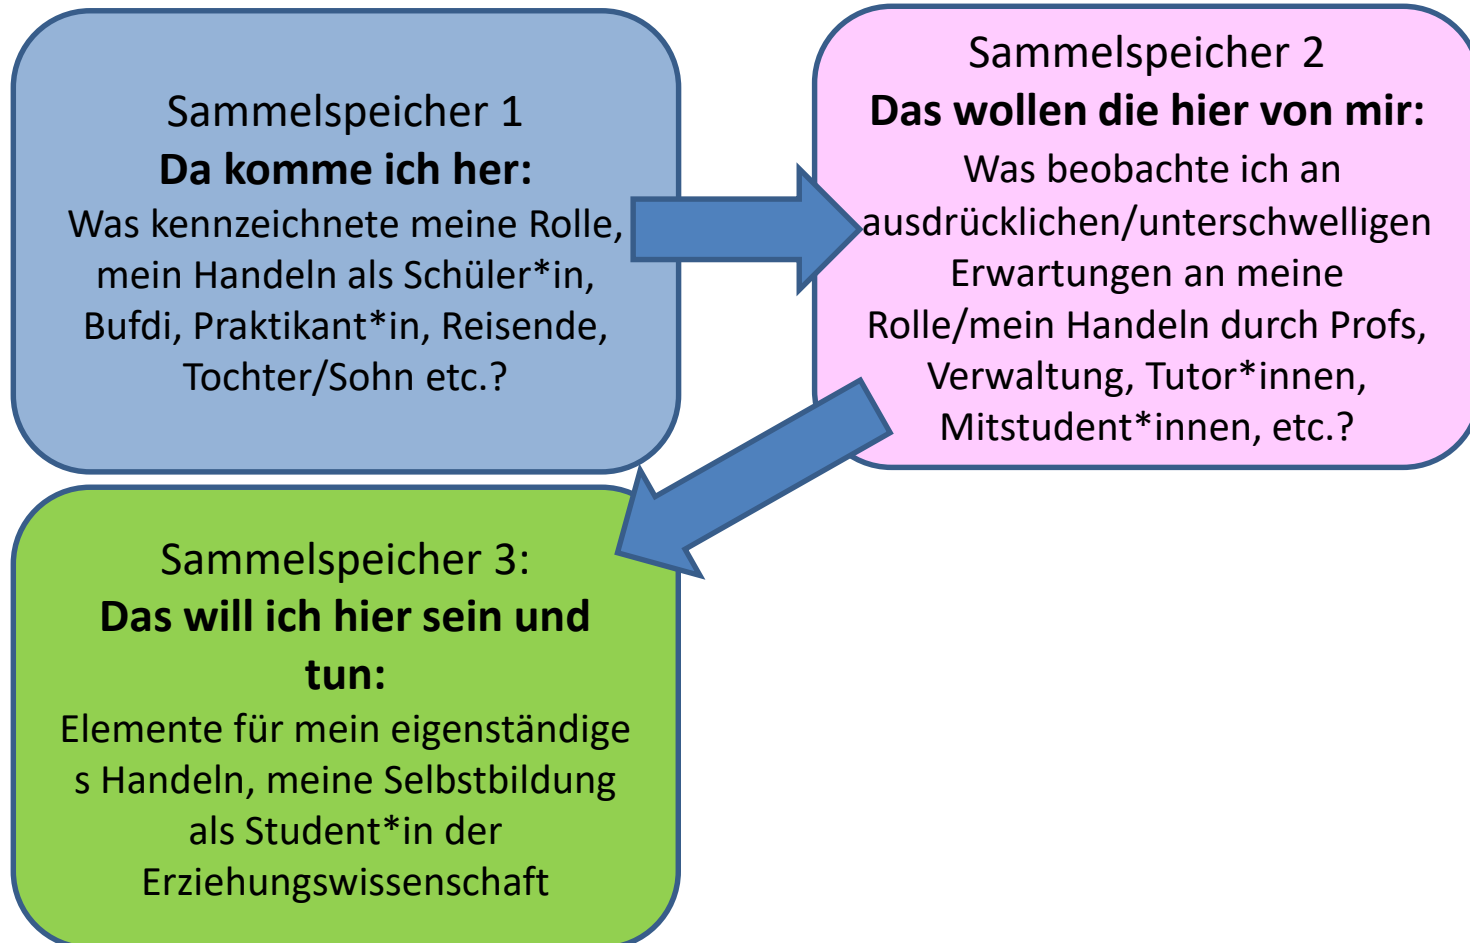 Sammelspeicher 1
Da komme ich her:
Was kennzeichnete meine Rolle,
mein Handeln als Schüler*in,
Bufdi, Praktikant*in, Reisende,
Tochter/Sohn etc.?
Sammelspeicher 2
Das wollen die hier von mir:
Was beobachte ich an
ausdrücklichen/unterschwelligen
Erwartungen an meine
Rolle/mein Handeln durch Profs,
Verwaltung, Tutor*innen,
Mitstudent*innen, etc.?
Sammelspeicher 3:
Das will ich hier sein und
tun:
Elemente für mein eigenständige
s Handeln, meine Selbstbildung
als Student*in der
Erziehungswissenschaft